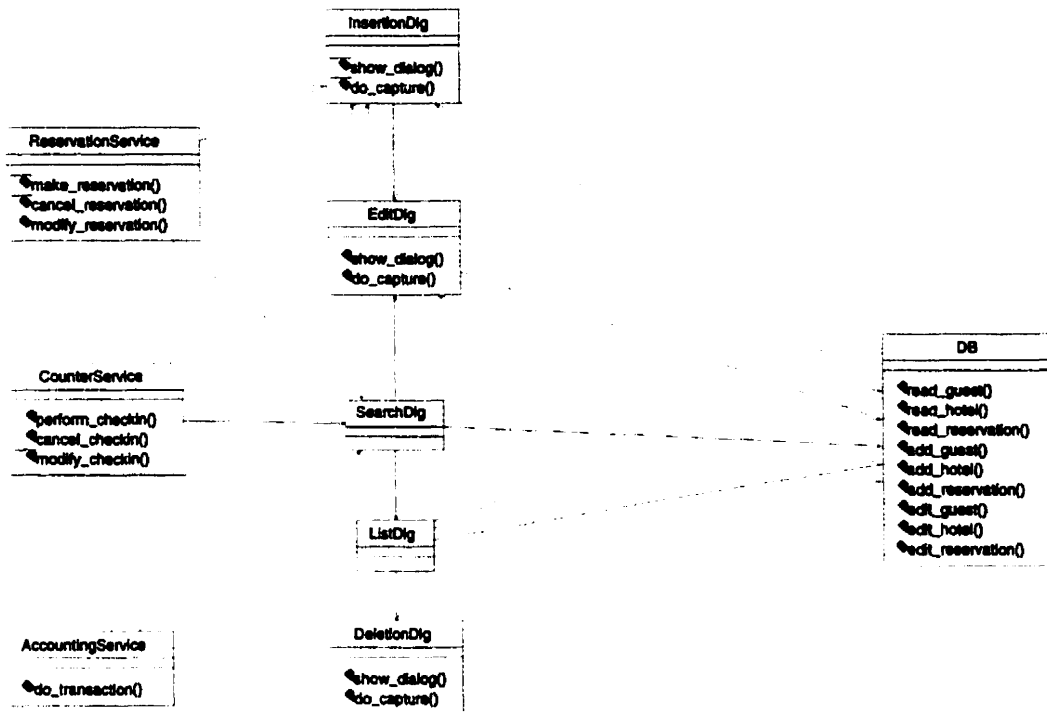 InsertionDlg
show_dialog()
do_capture()
ReservationService
make_reservation()
cancel_reservation()
modify_reservation()
EditDlg
show_dialog()
do_capture()
CounterService
perform_checkin()
cancel_checkin()
modify_checkin()
SearchDlg
DB
read_guest()
read_hotel()
read_reservation()
add_guest()
add_hotel()
add_reservation()
edit_guest()
edit_hotel()
edit_reservation()
ListDlg
AccountingService
do_transaction()
DeletionDlg
show_dialog()
do_capture()